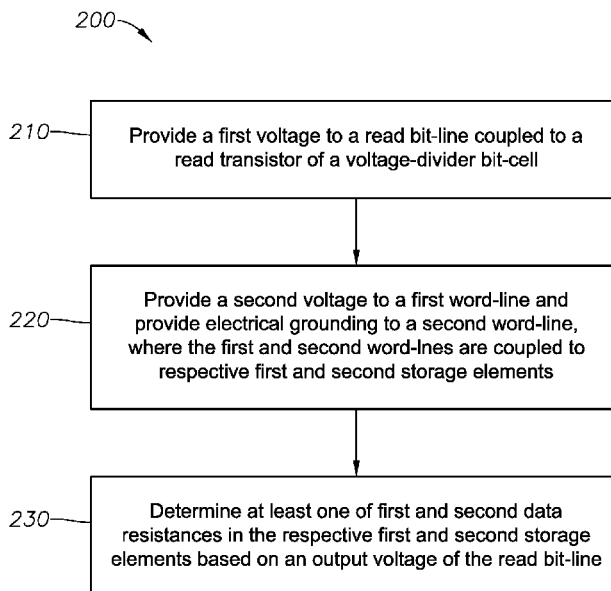 200
210
Provide a first voltage to a read bit-line coupled to a
read transistor of a voltage-divider bit-cell
220
Provide a second voltage to a first word-line and
provide electrical grounding to a second word-line,
where the first and second word-lnes are coupled to
respective first and second storage elements
230
Determine at least one of first and second data
resistances in the respective first and second storage
elements based on an output voltage of the read bit-line